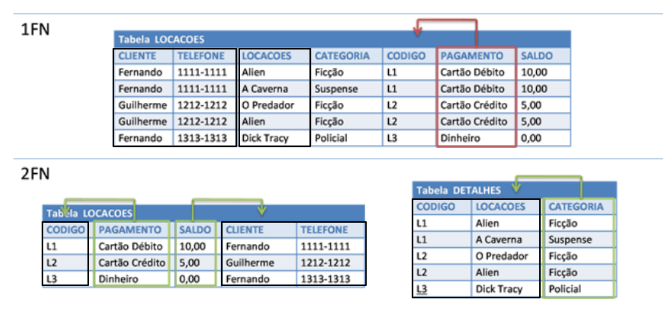 1FN
Tabela LOCACOES
CLIENTE TELEFONE LOCACOES CATEGORIA CODIGO PAGAMENTO SALDO
Fernando 1111-1111 Alien Ficção L1 Cartão Débito 10,00
Fernando 1111-1111 A Caverna Suspense L1 Cartão Débito 10,00
Guilherme 1212-1212 O Predador Ficção L2 Cartão Crédito 5,00
Guilherme 1212-1212 Alien Ficção L2 Cartão Crédito 5,00
Fernando 1313-1313 Dick Tracy Policial L3 Dinheiro 0,00
2FN
Tabela LOCACOES
CODIGO PAGAMENTO SALDO CLIENTE TELEFONE
L1 Cartão Débito 10,00 Fernando 1111-1111
L2 Cartão Crédito 5,00 Guilherme 1212-1212
L3 Dinheiro 0,00 Fernando 1313-1313
Tabela DETALHES
CODIGO LOCACOES CATEGORIA
L1 Alien Ficção
L1 A Caverna Suspense
L2 O Predador Ficção
L2 Alien Ficção
L3 Dick Tracy Policial